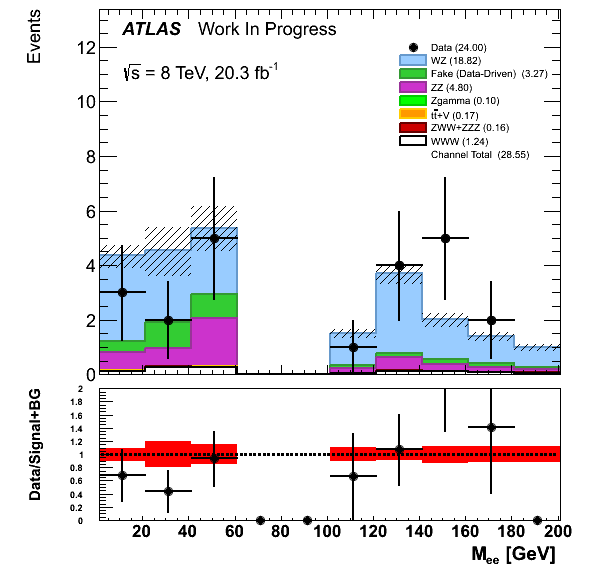 Events
ATLAS Work In Progress
√s = 8 TeV, 20.3 fb⁻¹
Data (24.00)
WZ (18.82)
Fake (Data-Driven) (3.27)
ZZ (4.80)
Zgamma (0.10)
tt̄+V (0.17)
ZWW+ZZZ (0.16)
WWW (1.24)
Channel Total (28.55)
12
10
8
6
4
2
0
Data/Signal+BG
2
1.8
1.6
1.4
1.2
1
0.8
0.6
0.4
0.2
0
20 40 60 80 100 120 140 160 180 200
M_ee [GeV]